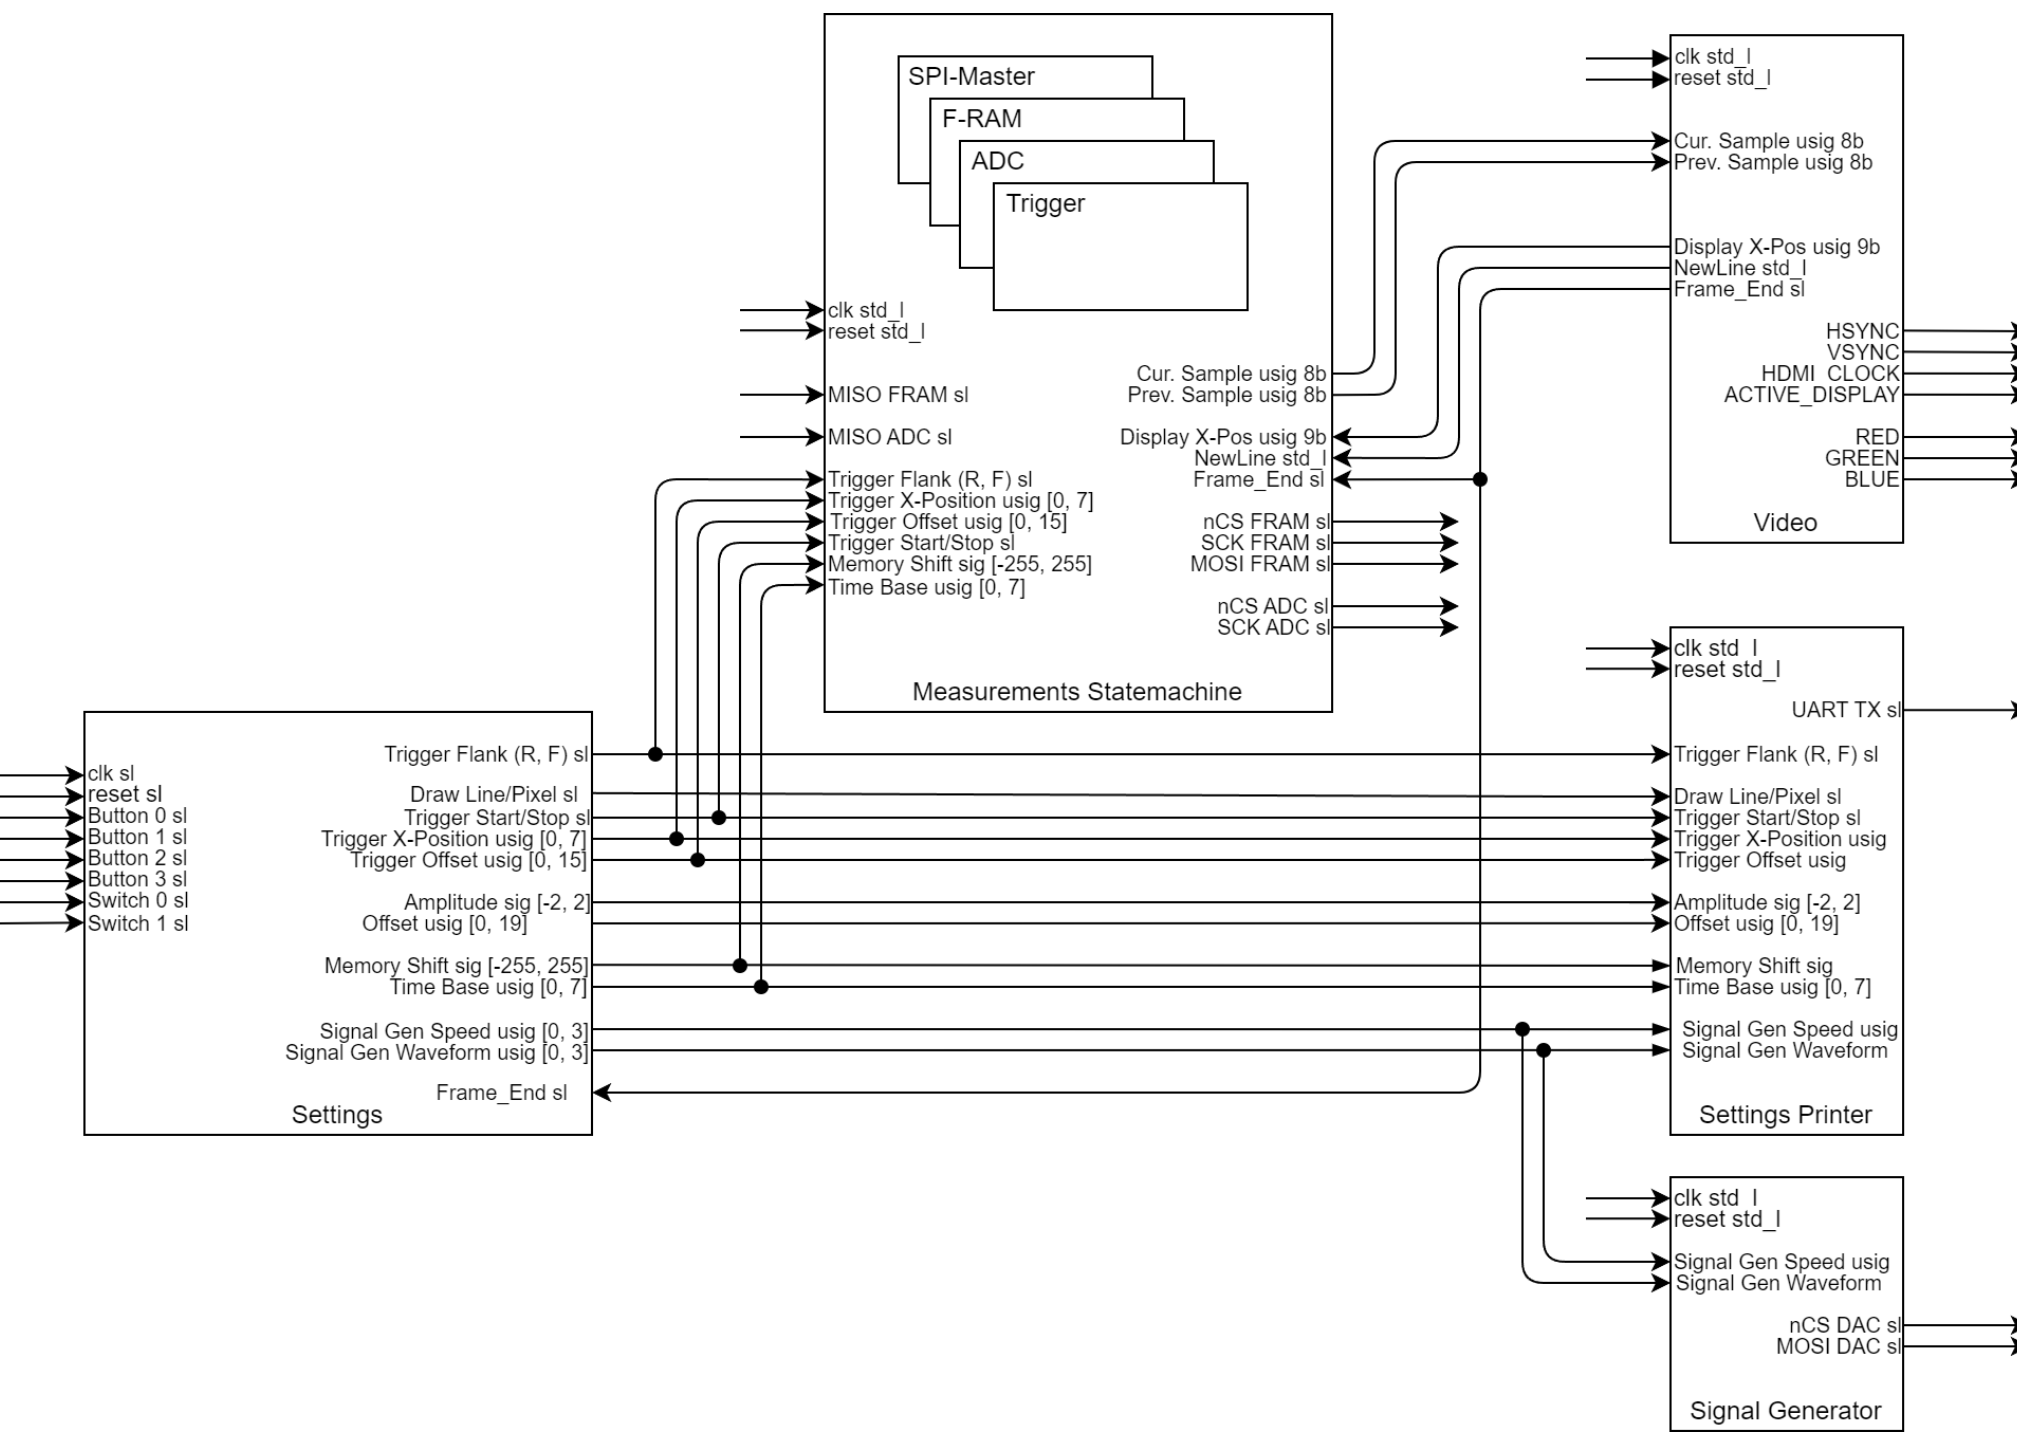 SPI-Master
F-RAM
ADC
Trigger
clk std_l
reset std_l
MISO FRAM sl
MISO ADC sl
Trigger Flank (R, F) sl
Trigger X-Position usig [0, 7]
Trigger Offset usig [0, 15]
Trigger Start/Stop sl
Memory Shift sig [-255, 255]
Time Base usig [0, 7]
Cur. Sample usig 8b
Prev. Sample usig 8b
Display X-Pos usig 9b
NewLine std_l
Frame_End sl
nCS FRAM sl
SCK FRAM sl
MOSI FRAM sl
nCS ADC sl
SCK ADC sl
Measurements Statemachine
clk std_l
reset std_l
Cur. Sample usig 8b
Prev. Sample usig 8b
Display X-Pos usig 9b
NewLine std_l
Frame_End sl
HSYNC
VSYNC
HDMI_CLOCK
ACTIVE_DISPLAY
RED
GREEN
BLUE
Video
clk sl
reset sl
Button 0 sl
Button 1 sl
Button 2 sl
Button 3 sl
Switch 0 sl
Switch 1 sl
Trigger Flank (R, F) sl
Draw Line/Pixel sl
Trigger Start/Stop sl
Trigger X-Position usig [0, 7]
Trigger Offset usig [0, 15]
Amplitude sig [-2, 2]
Offset usig [0, 19]
Memory Shift sig [-255, 255]
Time Base usig [0, 7]
Signal Gen Speed usig [0, 3]
Signal Gen Waveform usig [0, 3]
Frame_End sl
Settings
clk std_l
reset std_l
UART TX sl
Trigger Flank (R, F) sl
Draw Line/Pixel sl
Trigger Start/Stop sl
Trigger X-Position usig
Trigger Offset usig
Amplitude sig [-2, 2]
Offset usig [0, 19]
Memory Shift sig
Time Base usig [0, 7]
Signal Gen Speed usig
Signal Gen Waveform
Settings Printer
clk std_l
reset std_l
Signal Gen Speed usig
Signal Gen Waveform
nCS DAC sl
MOSI DAC sl
Signal Generator